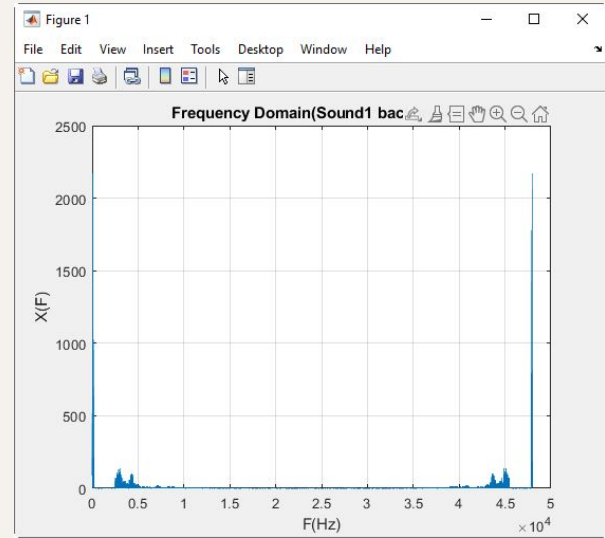 Figure 1
File Edit View Insert Tools Desktop Window Help
Frequency Domain(Sound1 bac
2500
2000
1500
1000
500
0
X(F)
0 0.5 1 1.5 2 2.5 3 3.5 4 4.5 5
F(Hz)
×10⁴